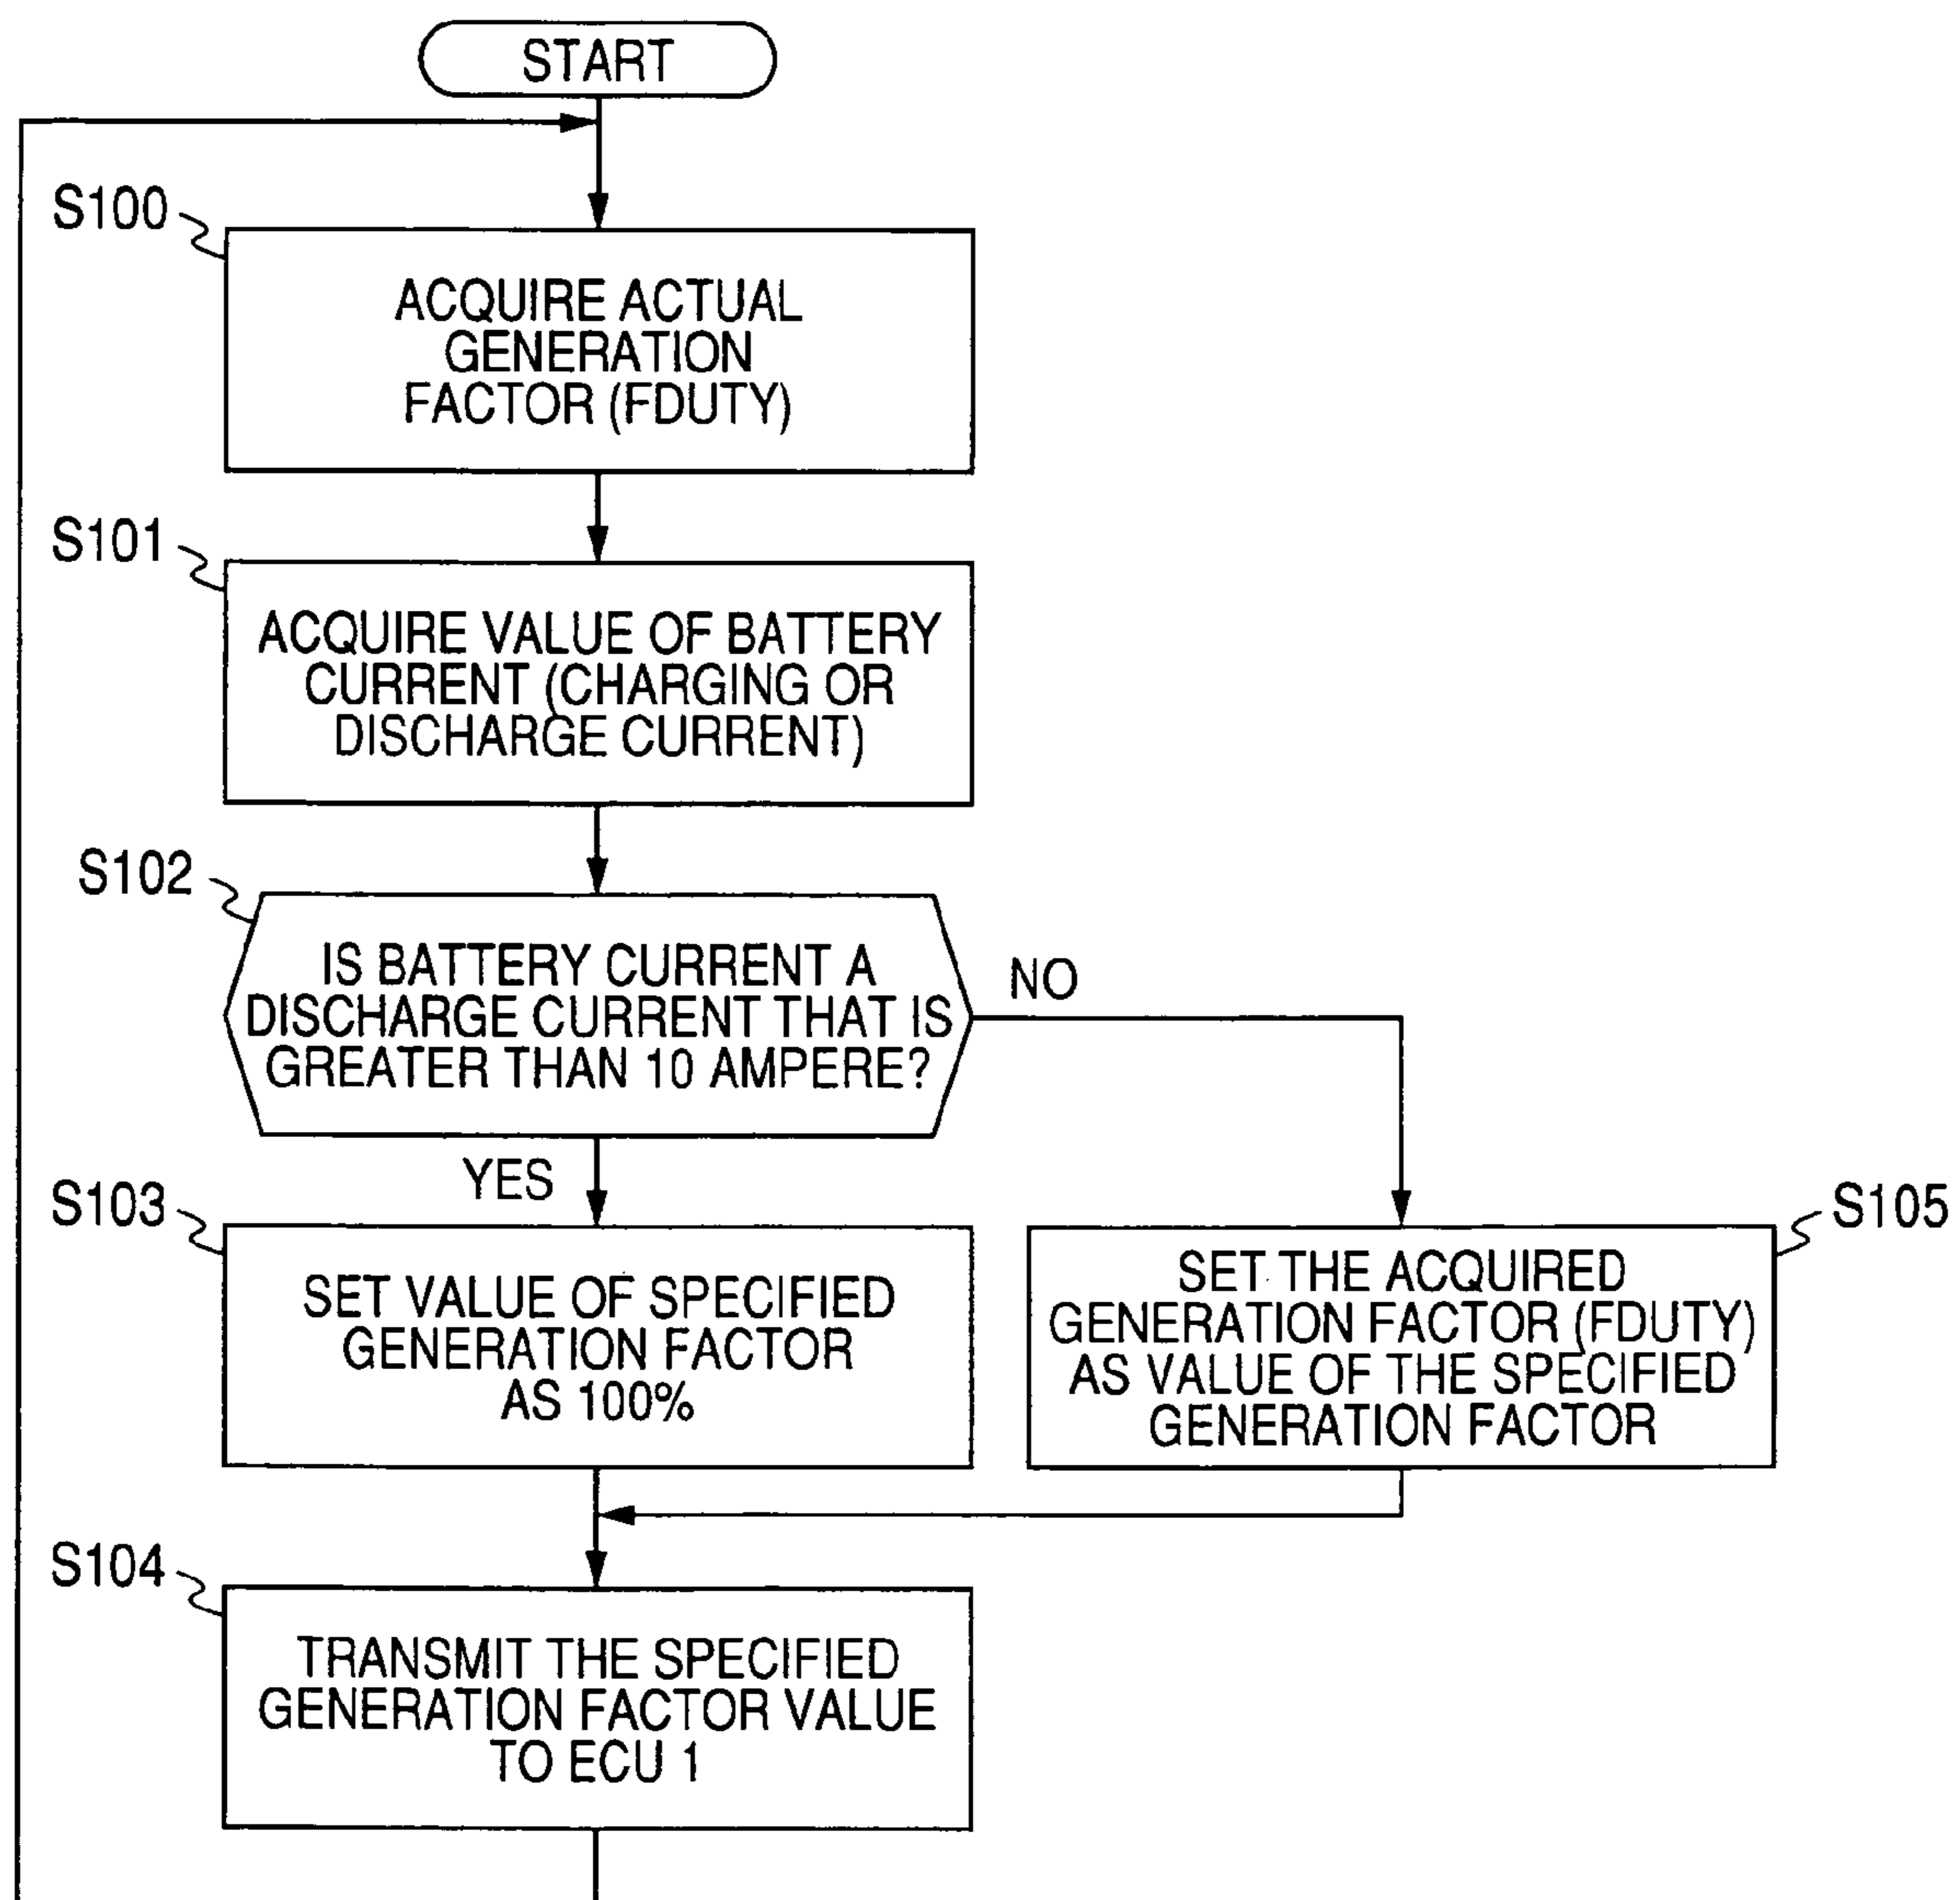 START
S100
ACQUIRE ACTUAL
GENERATION
FACTOR (FDUTY)
S101
ACQUIRE VALUE OF BATTERY
CURRENT (CHARGING OR
DISCHARGE CURRENT)
S102
IS BATTERY CURRENT A
DISCHARGE CURRENT THAT IS
GREATER THAN 10 AMPERE?
NO
YES
S103
SET VALUE OF SPECIFIED
GENERATION FACTOR
AS 100%
S105
SET THE ACQUIRED
GENERATION FACTOR (FDUTY)
AS VALUE OF THE SPECIFIED
GENERATION FACTOR
S104
TRANSMIT THE SPECIFIED
GENERATION FACTOR VALUE
TO ECU 1